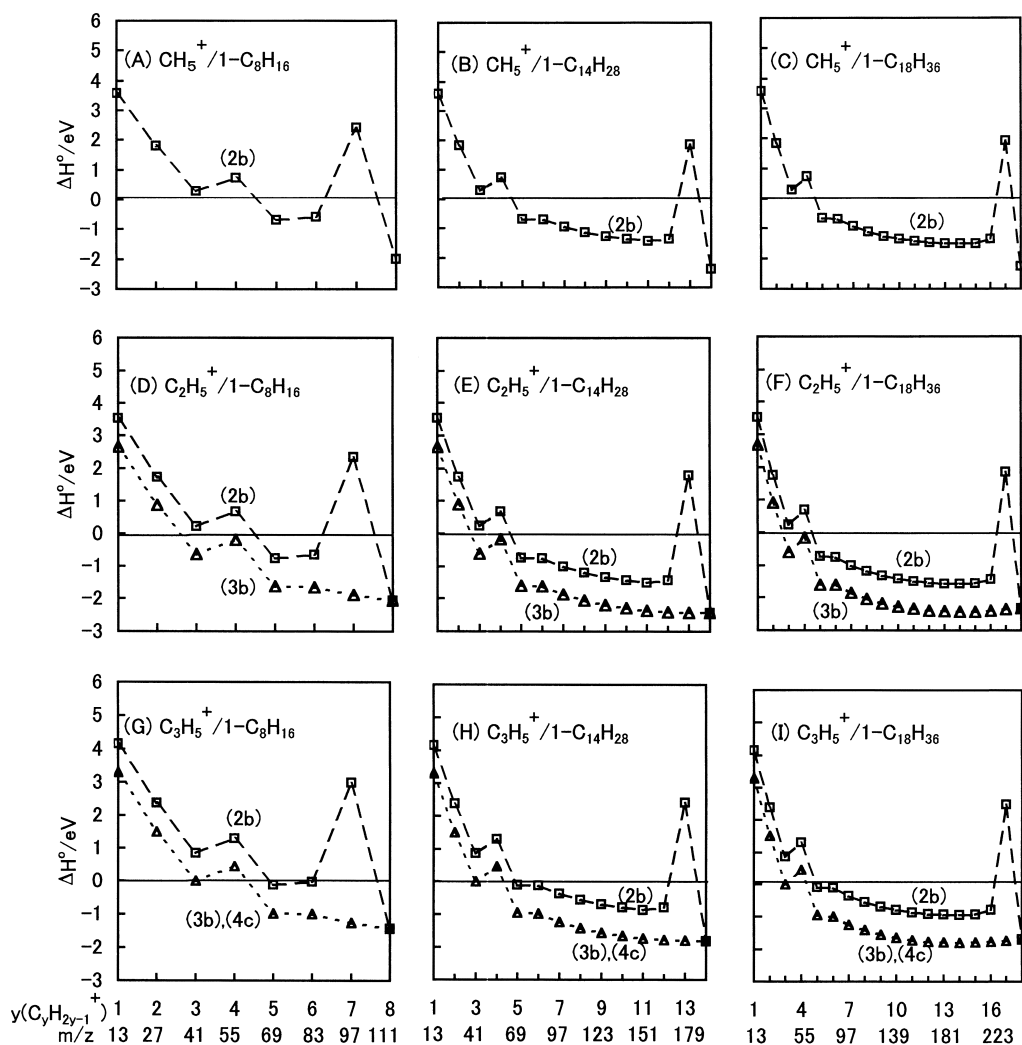 (A) CH₅⁺/1-C₈H₁₆
(B) CH₅⁺/1-C₁₄H₂₈
(C) CH₅⁺/1-C₁₈H₃₆
ΔH°/eV
6
5
4
3
2
1
0
-1
-2
-3
(2b)
(2b)
(2b)
(D) C₂H₅⁺/1-C₈H₁₆
(E) C₂H₅⁺/1-C₁₄H₂₈
(F) C₂H₅⁺/1-C₁₈H₃₆
ΔH°/eV
6
5
4
3
2
1
0
-1
-2
-3
(2b)
(3b)
(2b)
(3b)
(2b)
(3b)
(G) C₃H₅⁺/1-C₈H₁₆
(H) C₃H₅⁺/1-C₁₄H₂₈
(I) C₃H₅⁺/1-C₁₈H₃₆
ΔH°/eV
6
5
4
3
2
1
0
-1
-2
-3
(2b)
(3b),(4c)
(2b)
(3b),(4c)
(2b)
(3b),(4c)
y(CyH₂y₋₁⁺) 1 2 3 4 5 6 7 8 1 3 5 7 9 11 13 1 4 7 10 13 16
m/z 13 27 41 55 69 83 97 111 13 41 69 97 123 151 179 13 55 97 139 181 223